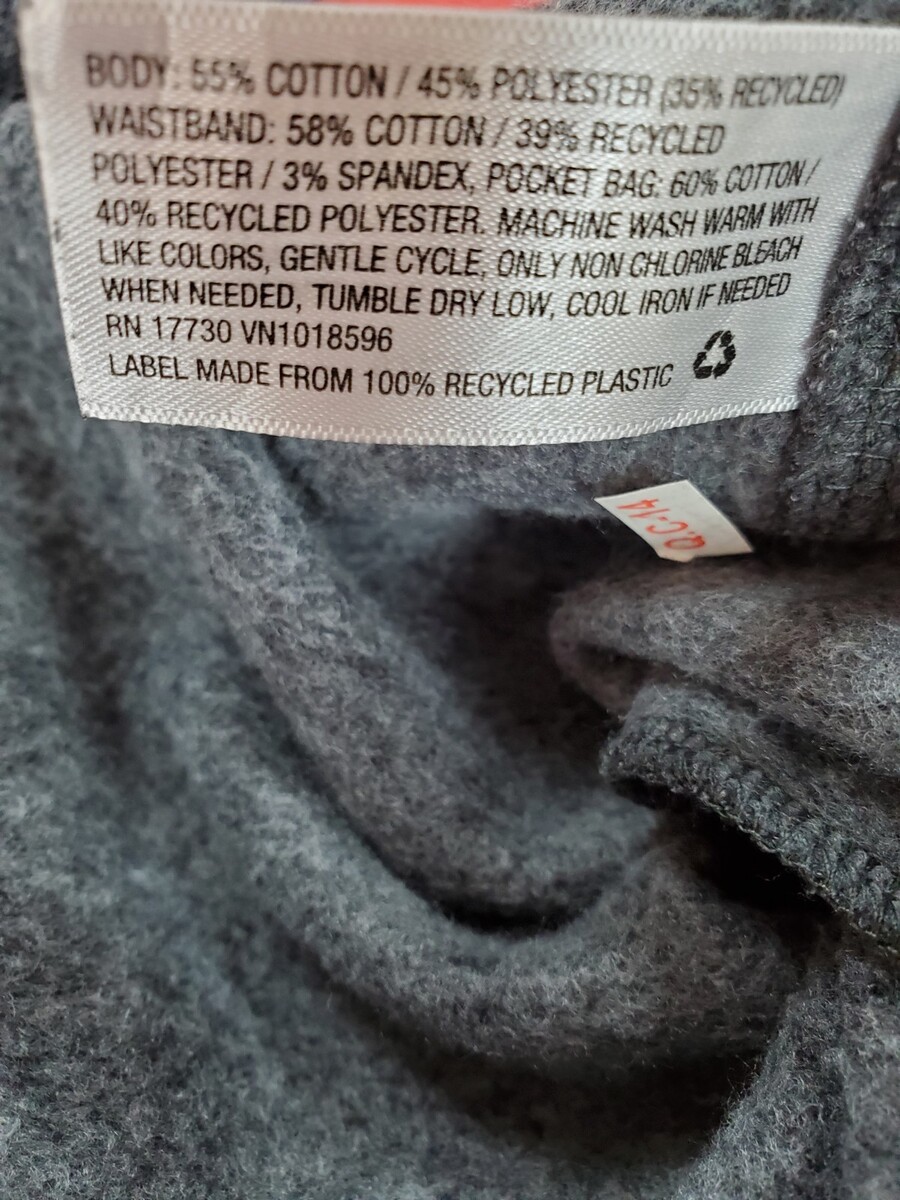 BODY: 55% COTTON / 45% POLYESTER (35% RECYCLED)
WAISTBAND: 58% COTTON / 39% RECYCLED
POLYESTER / 3% SPANDEX, POCKET BAG: 60% COTTON /
40% RECYCLED POLYESTER. MACHINE WASH WARM WITH
LIKE COLORS, GENTLE CYCLE, ONLY NON CHLORINE BLEACH
WHEN NEEDED, TUMBLE DRY LOW, COOL IRON IF NEEDED
RN 17730 VN1018596
LABEL MADE FROM 100% RECYCLED PLASTIC
Q.C-14